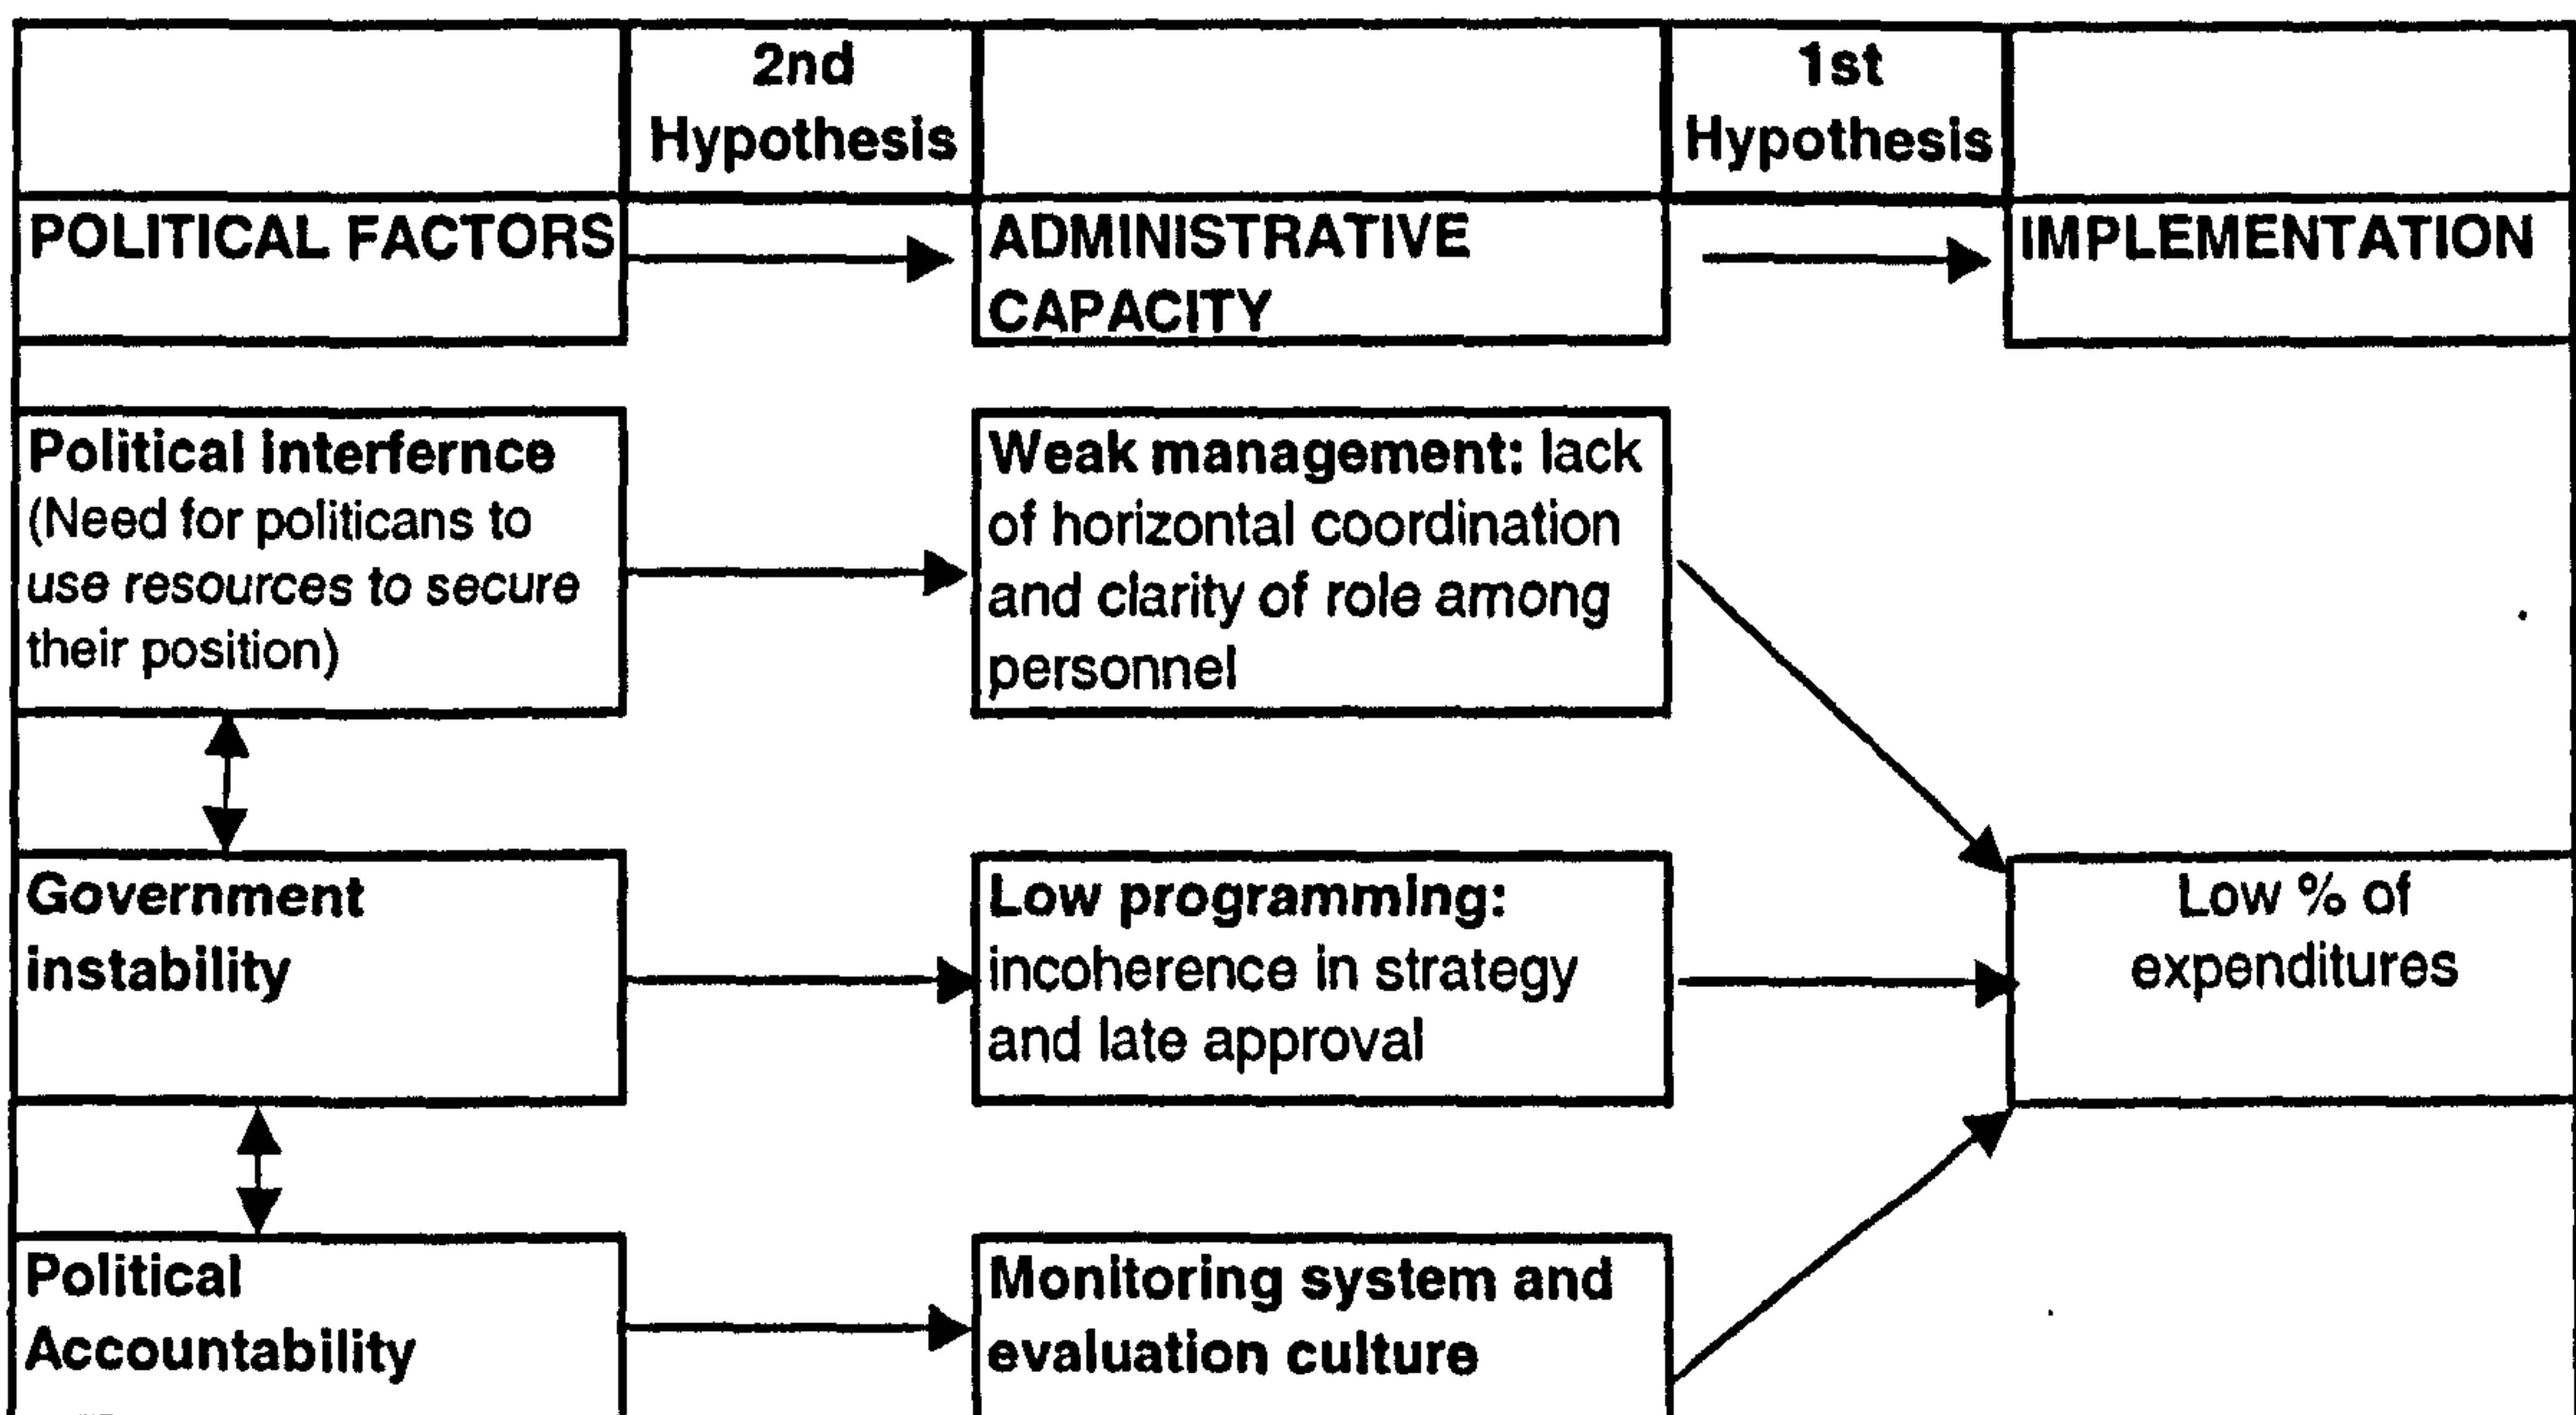 2nd
Hypothesis
1st
Hypothesis
POLITICAL FACTORS
ADMINISTRATIVE
CAPACITY
IMPLEMENTATION
Political interfernce
(Need for politicans to
use resources to secure
their position)
Weak management: lack
of horizontal coordination
and clarity of role among
personnel
Government
instability
Low programming:
incoherence in strategy
and late approval
Low % of
expenditures
Political
Accountability
Monitoring system and
evaluation culture